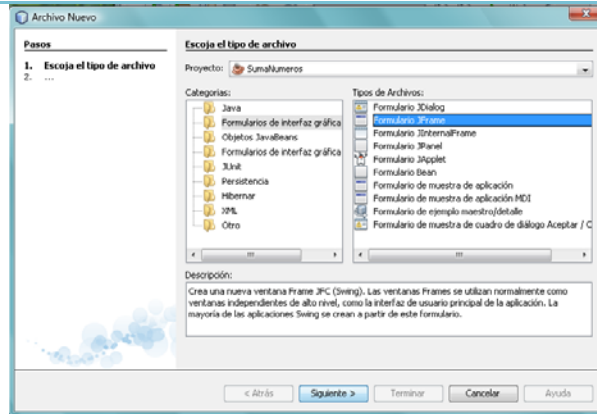 Archivo Nuevo
Pasos
1. Escoja el tipo de archivo
2. ...
Escoja el tipo de archivo
Proyecto: SumaNumeros
Categorías:
Java
Formularios de interfaz gráfica
Objetos JavaBeans
Formularios de interfaz gráfica
JUnit
Persistencia
Hibernar
XML
Otro
Tipos de Archivos:
Formulario JDialog
Formulario JFrame
Formulario JInternalFrame
Formulario JPanel
Formulario JApplet
Formulario Bean
Formulario de muestra de aplicación
Formulario de muestra de aplicación MDI
Formulario de ejemplo maestro/detalle
Formulario de muestra de cuadro de diálogo Aceptar / C
Descripción:
Crea una nueva ventana Frame JFC (Swing). Las ventanas Frames se utilizan normalmente como
ventanas independientes de alto nivel, como la interfaz de usuario principal de la aplicación. La
mayoría de las aplicaciones Swing se crean a partir de este formulario.
< Atrás
Siguiente >
Terminar
Cancelar
Ayuda